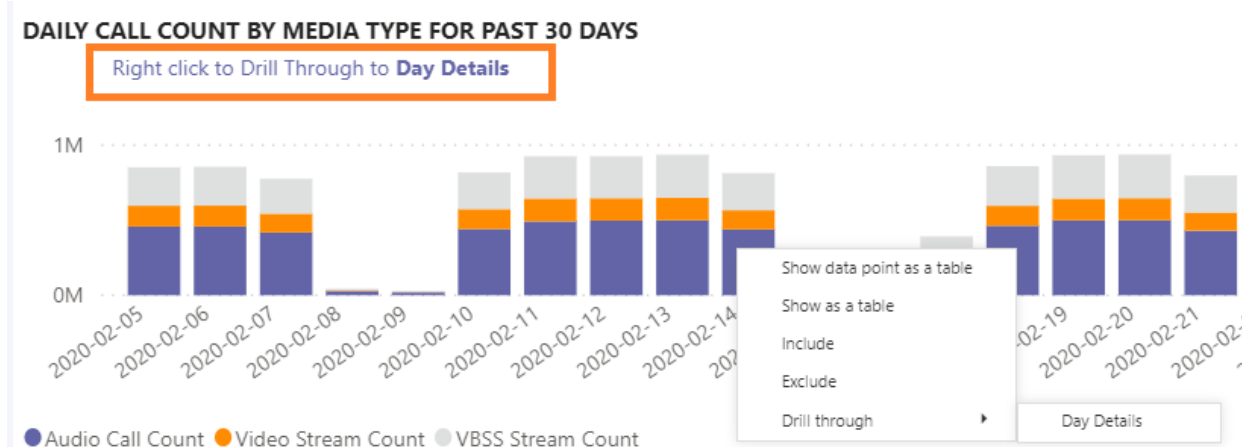 DAILY CALL COUNT BY MEDIA TYPE FOR PAST 30 DAYS
Right click to Drill Through to Day Details
1M
0M
2020-02-05
2020-02-06
2020-02-07
2020-02-08
2020-02-09
2020-02-10
2020-02-11
2020-02-12
2020-02-13
2020-02-14
Show data point as a table
Show as a table
Include
Exclude
Drill through
Day Details
-02-19
2020-02-20
2020-02-21
2020-02-
Audio Call Count Video Stream Count VBSS Stream Count